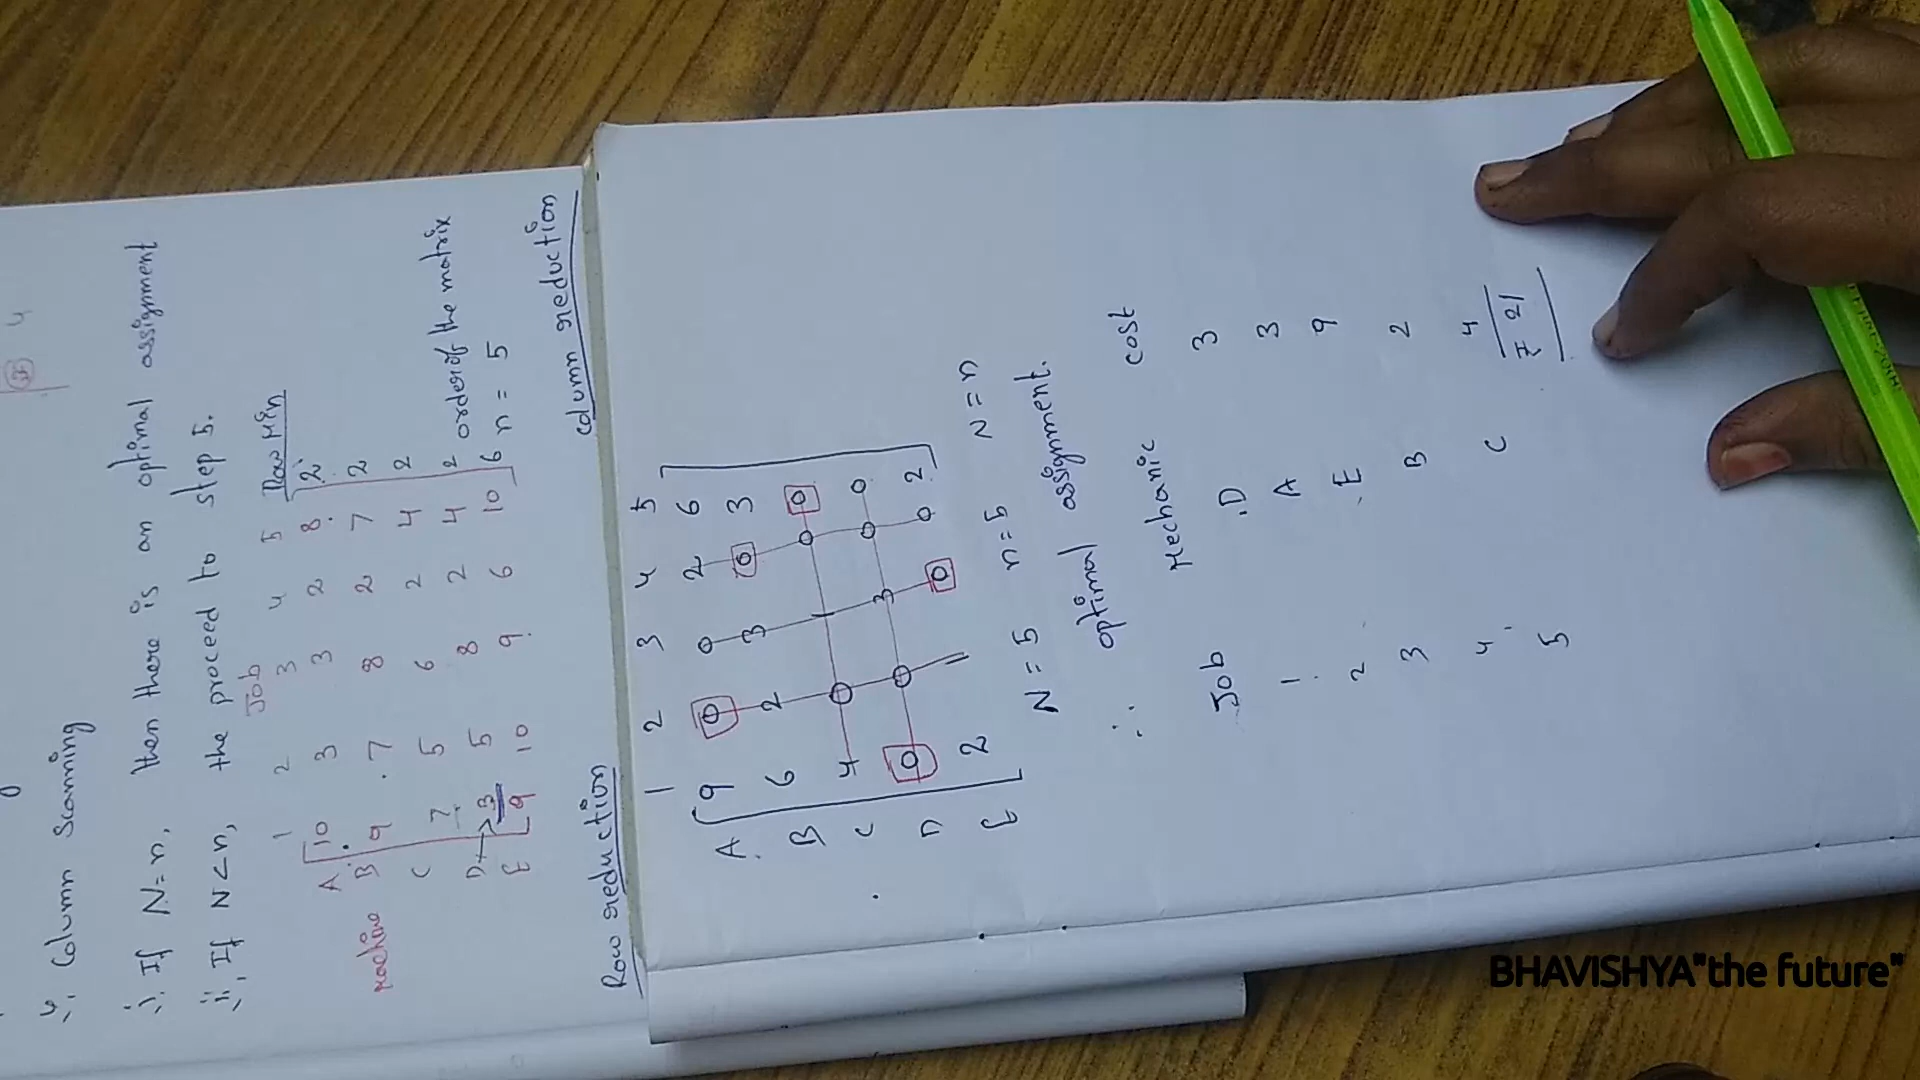 4
v, Column Scanning
i, If N=n, then there is an optimal assignment
ii, If N<n, the proceed to step 5.
Job
1 2 3 4 5 Row Min
A 10 3 3 2 8 2
machine B 9 7 8 2 7 2
C 7 5 6 2 4 2
D 3 5 8 2 4 2 order of the matrix
E 9 10 9 6 10 6 n = 5
Row reduction column reduction
1 2 3 4 5
A 9 0 0 2 6
B 6 2 3 0 3
C 4 0 1 0 0
D 0 0 3 0 0
E 2 1 0 0 2
N=5 n=5 N=n
∴ optimal assignment.
Job Mechanic cost
1 D 3
2 A 3
3 E 9
4 B 2
5 C 4
₹ 21
BHAVISHYA"the future"